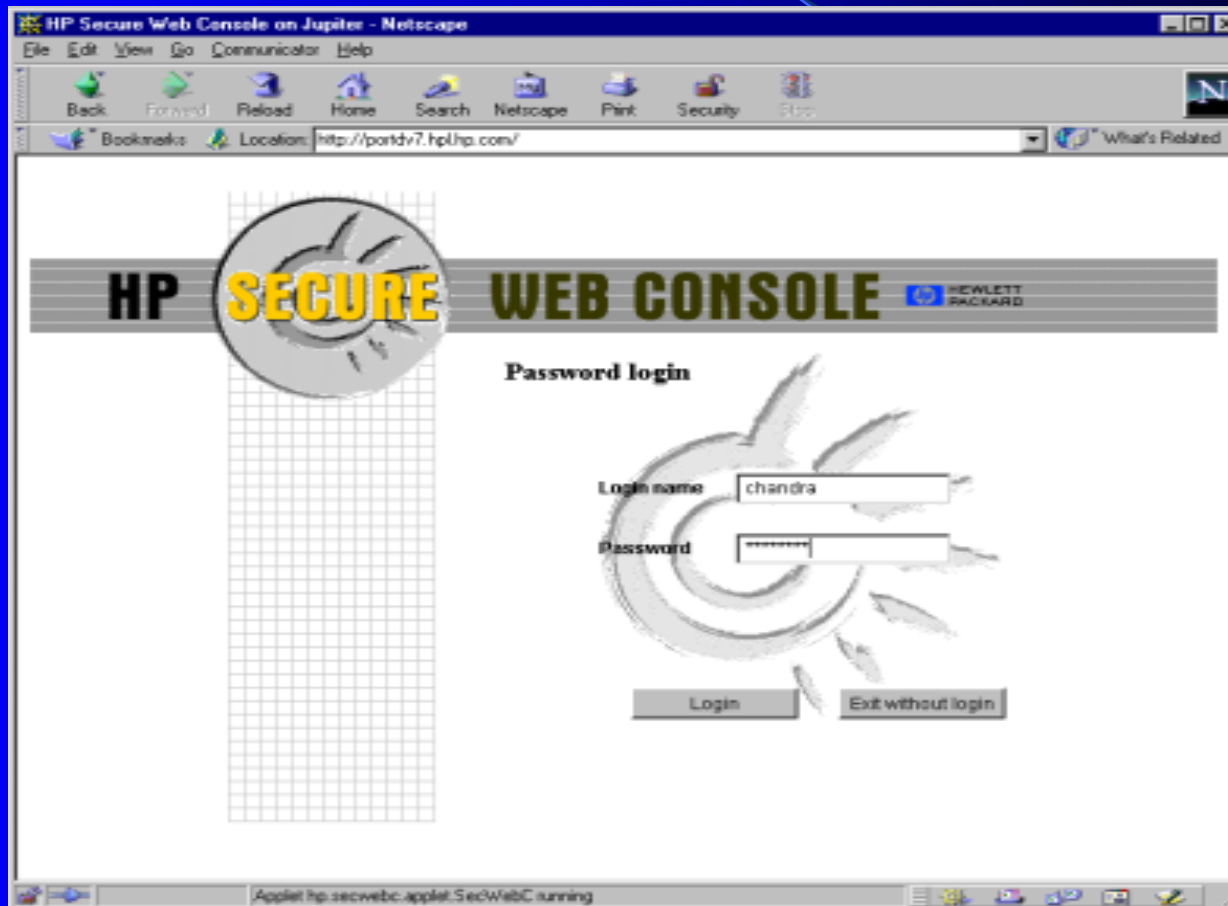 HP Secure Web Console on Jupiter - Netscape
File Edit View Go Communicator Help
Back Forward Reload Home Search Netscape Print Security Stop
Bookmarks Location: http://portdv7.hpl.hp.com/ What's Related
HP SECURE WEB CONSOLE hp HEWLETT PACKARD
Password login
Login name chandra
Password ********
Login Exit without login
Applet hp.secwebc.applet.SecWebC running